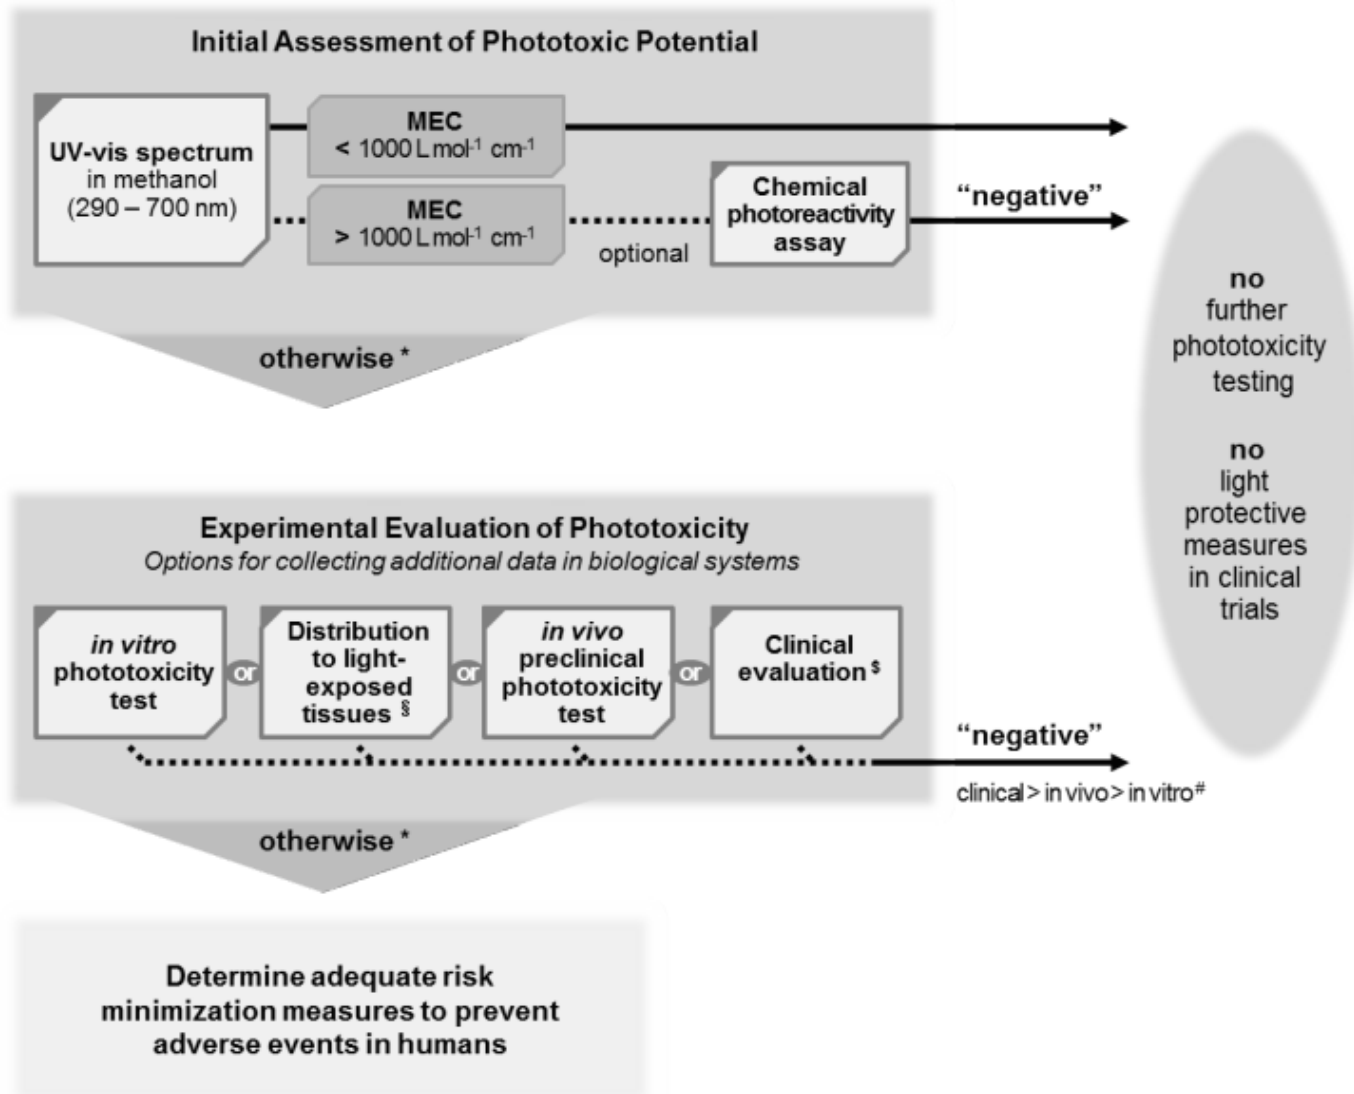 Initial Assessment of Phototoxic Potential
UV-vis spectrum
in methanol
(290 – 700 nm)
MEC
< 1000 L mol⁻¹ cm⁻¹
MEC
> 1000 L mol⁻¹ cm⁻¹
optional
Chemical
photoreactivity
assay
“negative”
otherwise *
no
further
phototoxicity
testing
no
light
protective
measures
in clinical
trials
Experimental Evaluation of Phototoxicity
Options for collecting additional data in biological systems
in vitro
phototoxicity
test
or
Distribution
to light-
exposed
tissues §
or
in vivo
preclinical
phototoxicity
test
or
Clinical
evaluation $
“negative”
clinical > in vivo > in vitro#
otherwise *
Determine adequate risk
minimization measures to prevent
adverse events in humans